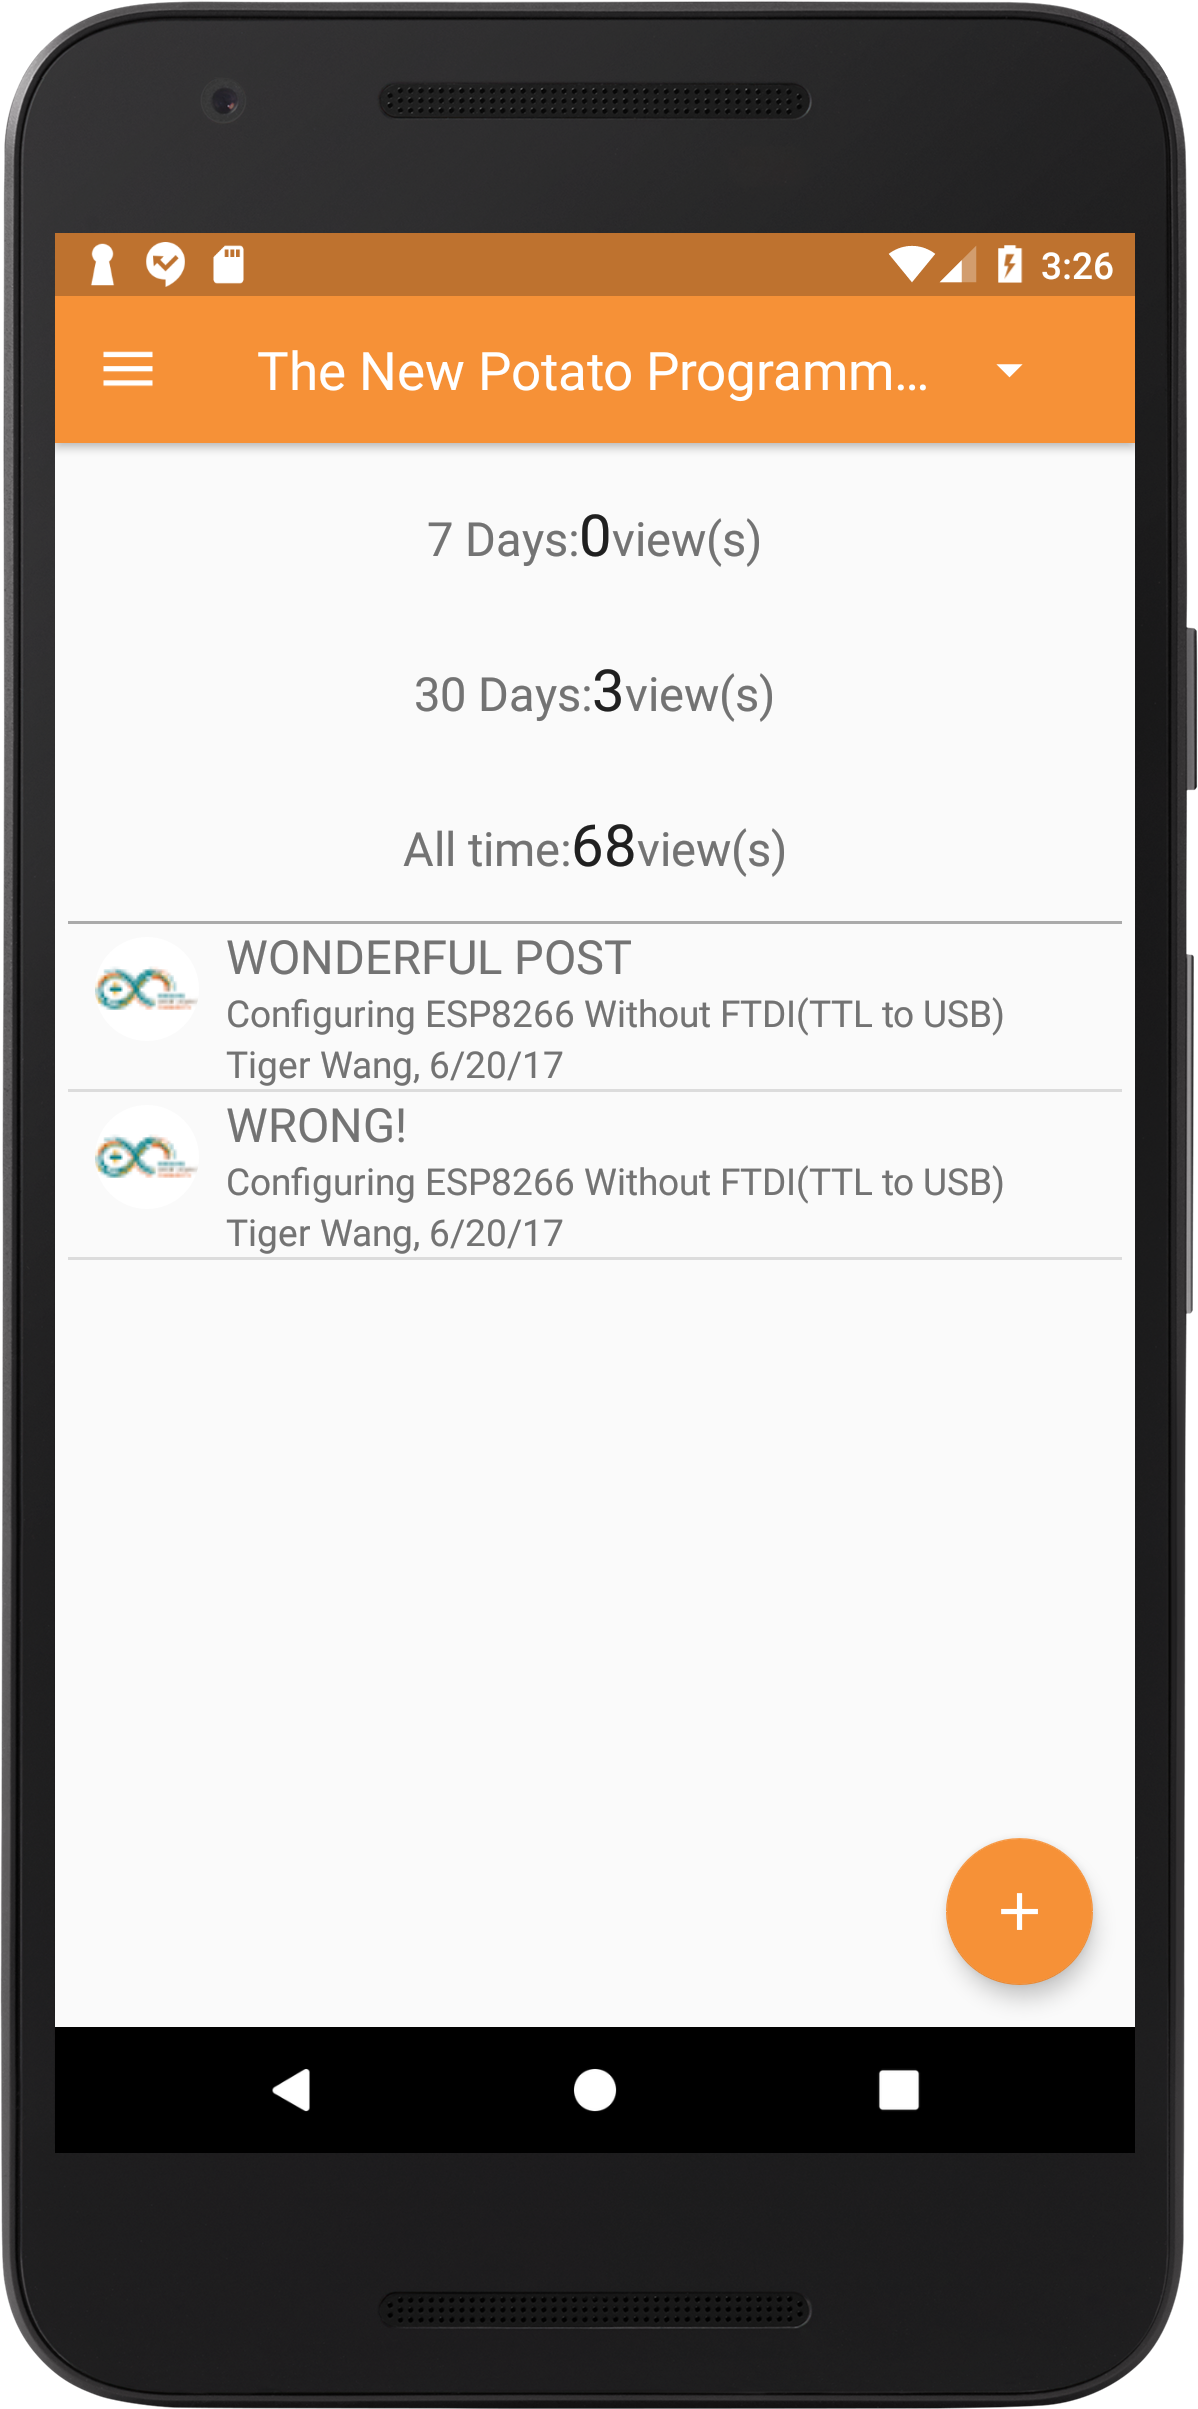 3:26
The New Potato Programm...
7 Days:0view(s)
30 Days:3view(s)
All time:68view(s)
WONDERFUL POST
Configuring ESP8266 Without FTDI(TTL to USB)
Tiger Wang, 6/20/17
WRONG!
Configuring ESP8266 Without FTDI(TTL to USB)
Tiger Wang, 6/20/17